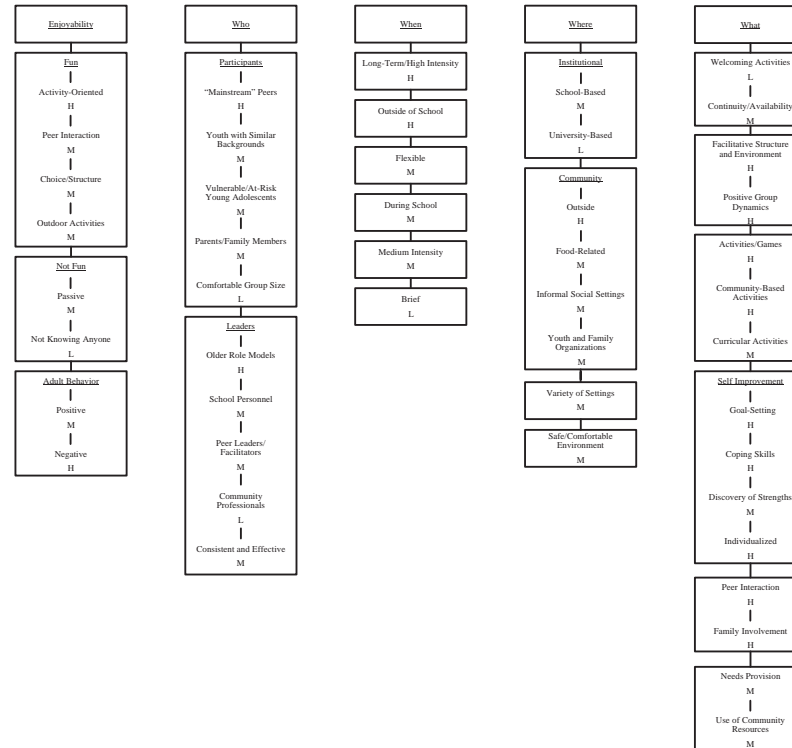 Enjoyability
Fun
Activity-Oriented
H
Peer Interaction
M
Choice/Structure
M
Outdoor Activities
M
Not Fun
Passive
M
Not Knowing Anyone
L
Adult Behavior
Positive
M
Negative
H
Who
Participants
“Mainstream” Peers
H
Youth with Similar
Backgrounds
M
Vulnerable/At-Risk
Young Adolescents
M
Parents/Family Members
M
Comfortable Group Size
L
Leaders
Older Role Models
H
School Personnel
M
Peer Leaders/
Facilitators
M
Community
Professionals
L
Consistent and Effective
M
When
Long-Term/High Intensity
H
Outside of School
H
Flexible
M
During School
M
Medium Intensity
M
Brief
L
Where
Institutional
School-Based
M
University-Based
L
Community
Outside
H
Food-Related
M
Informal Social Settings
M
Youth and Family
Organizations
M
Variety of Settings
M
Safe/Comfortable
Environment
M
What
Welcoming Activities
L
Continuity/Availability
M
Facilitative Structure
and Environment
H
Positive Group
Dynamics
H
Activities/Games
H
Community-Based
Activities
H
Curricular Activities
M
Self Improvement
Goal-Setting
H
Coping Skills
H
Discovery of Strengths
M
Individualized
H
Peer Interaction
H
Family Involvement
H
Needs Provision
M
Use of Community
Resources
M